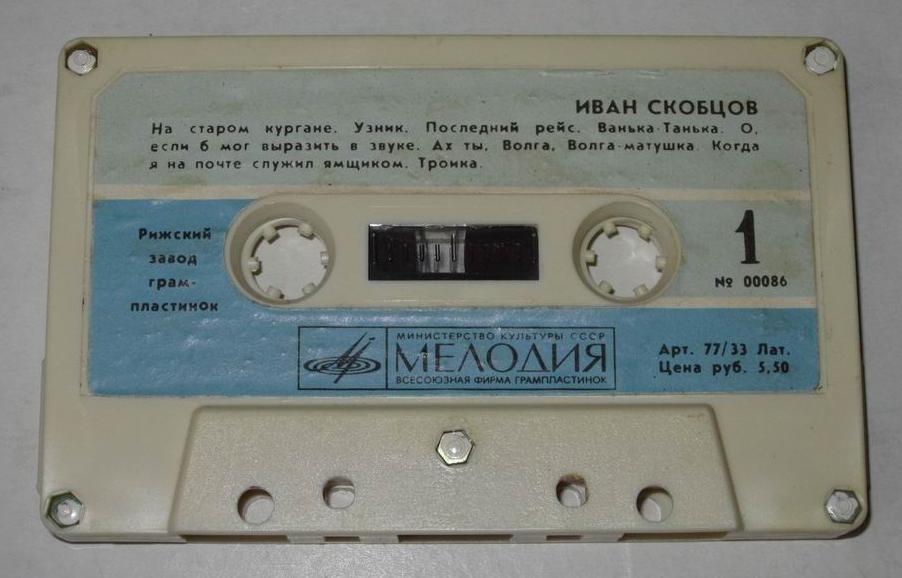 ИВАН СКОБЦОВ
На старом кургане. Узник. Последний рейс. Ванька-Танька. О,
если б мог выразить в звуке. Ах ты, Волга, Волга-матушка. Когда
я на почте служил ямщиком. Тройка.
Рижский
завод
грам-
пластинок
1
№ 00086
МИНИСТЕРСТВО КУЛЬТУРЫ СССР
МЕЛОДИЯ
ВСЕСОЮЗНАЯ ФИРМА ГРАМПЛАСТИНОК
Арт. 77/33 Лат.
Цена руб. 5,50